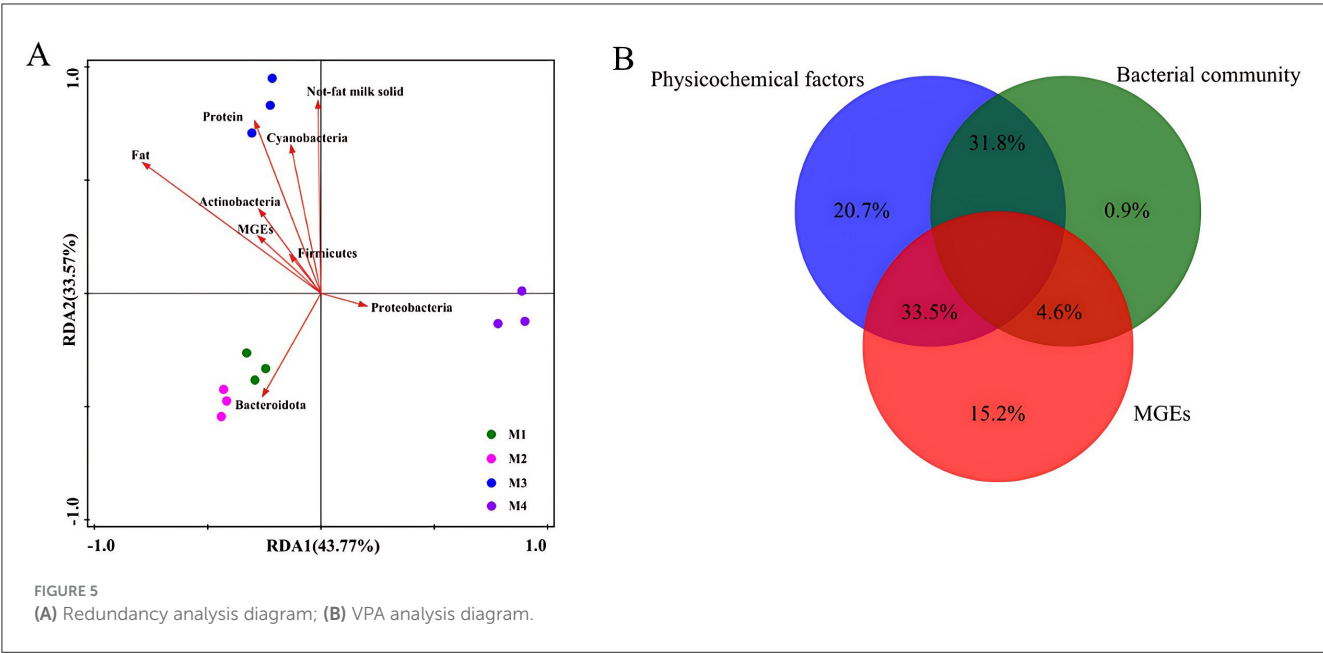 A
1.0
Not-fat milk solid
Protein
Cyanobacteria
Fat
Actinobacteria
MGEs
Firmicutes
Proteobacteria
Bacteroidota
RDA2(33.57%)
M1
M2
M3
M4
-1.0
-1.0
RDA1(43.77%)
1.0
B
Physicochemical factors
Bacterial community
31.8%
20.7%
0.9%
33.5%
4.6%
15.2%
MGEs
FIGURE 5
(A) Redundancy analysis diagram; (B) VPA analysis diagram.